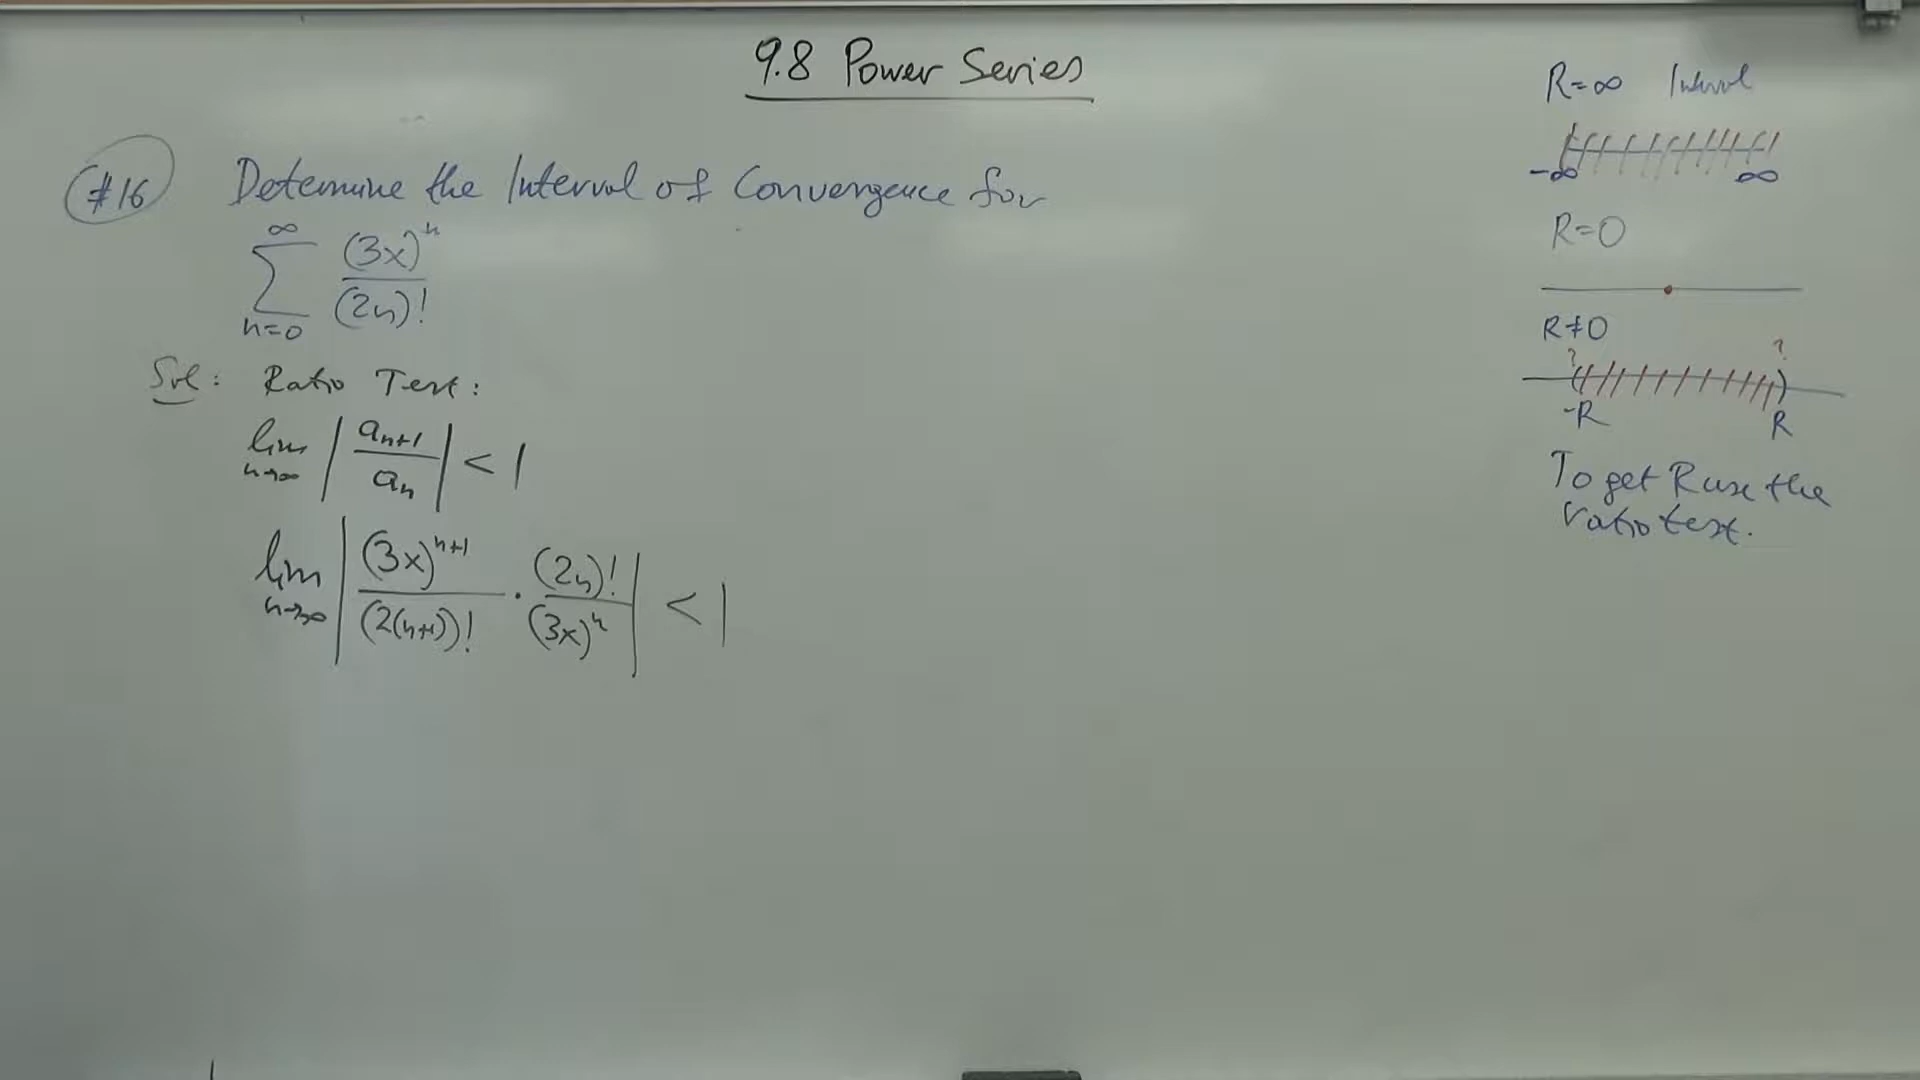 9.8 Power Series
#16 Determine the Interval of Convergence for
∞
∑ (3x)^n / (2n)!
n=0
Sol: Ratio Test:
lim n→∞ | a_{n+1} / a_n | < 1
lim n→∞ | (3x)^{n+1} / (2(n+1))! · (2n)! / (3x)^n | < 1
R=∞ Interval
-∞ ∞
R=0
R≠0
? ?
-R R
To get R use the
ratio test.